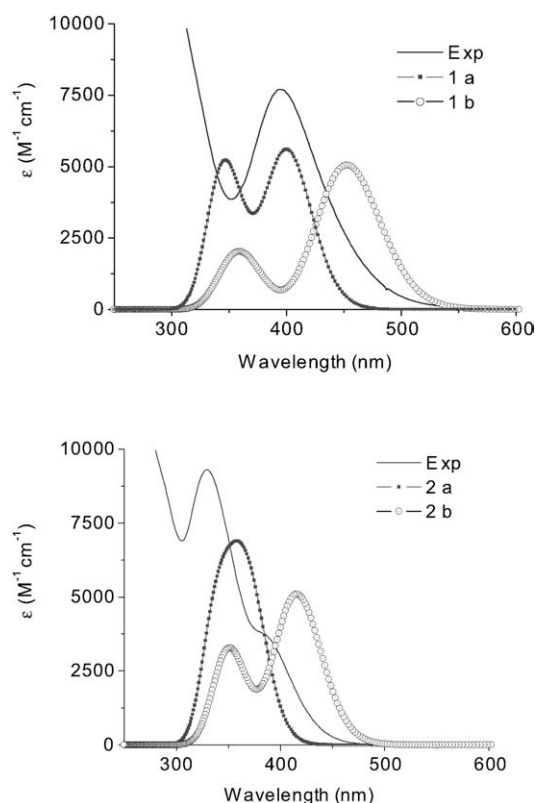 10000
7500
5000
2500
0
ε (M⁻¹ cm⁻¹)
Exp
1 a
1 b
300 400 500 600
Wavelength (nm)
10000
7500
5000
2500
0
ε (M⁻¹ cm⁻¹)
Exp
2 a
2 b
300 400 500 600
Wavelength (nm)